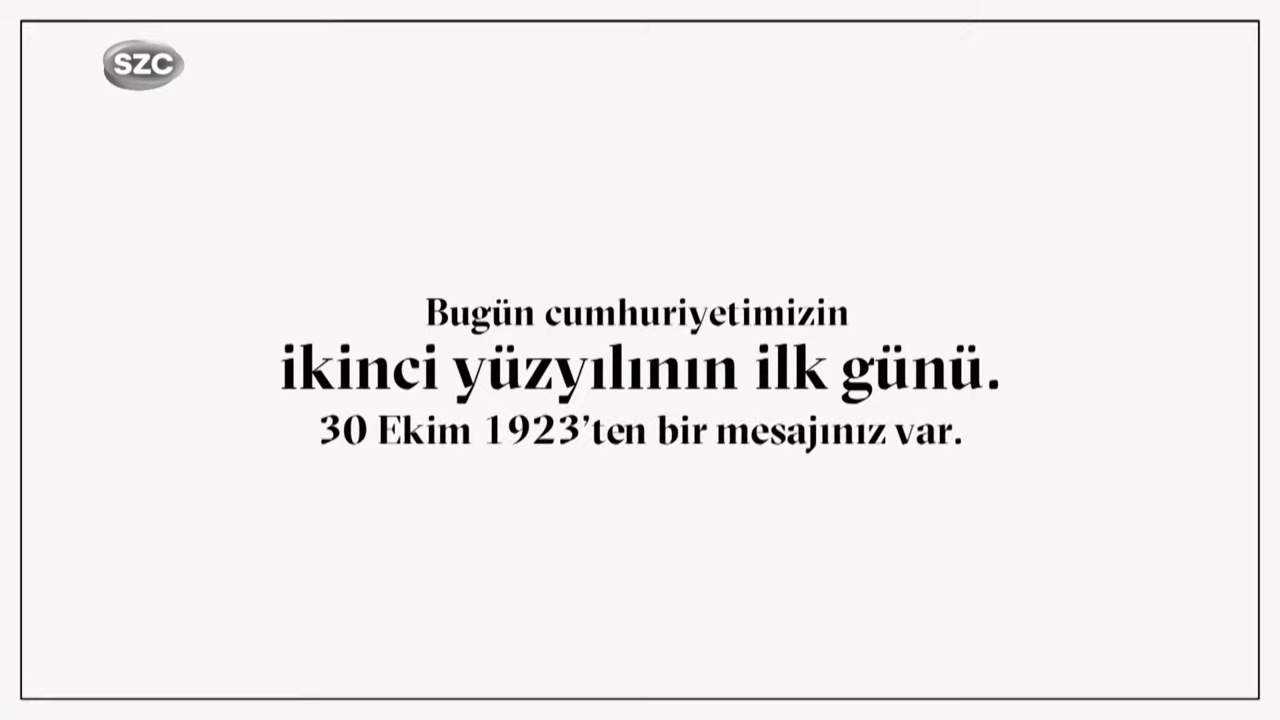 SZC
Bugün cumhuriyetimizin
ikinci yüzyılının ilk günü.
30 Ekim 1923’ten bir mesajınız var.